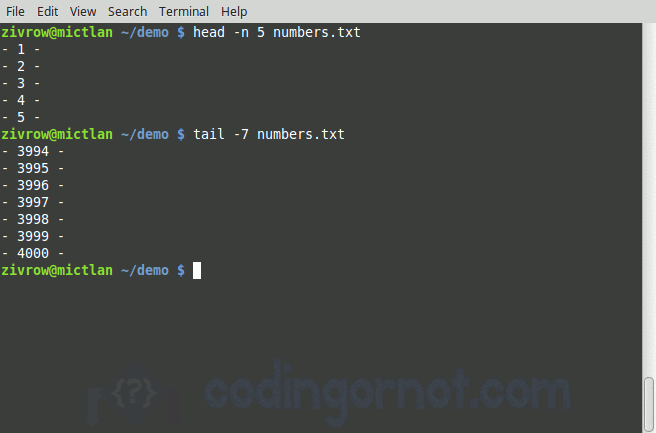 File Edit View Search Terminal Help
zivrow@mictlan ~/demo $ head -n 5 numbers.txt
- 1 -
- 2 -
- 3 -
- 4 -
- 5 -
zivrow@mictlan ~/demo $ tail -7 numbers.txt
- 3994 -
- 3995 -
- 3996 -
- 3997 -
- 3998 -
- 3999 -
- 4000 -
zivrow@mictlan ~/demo $
{?} codingornot.com